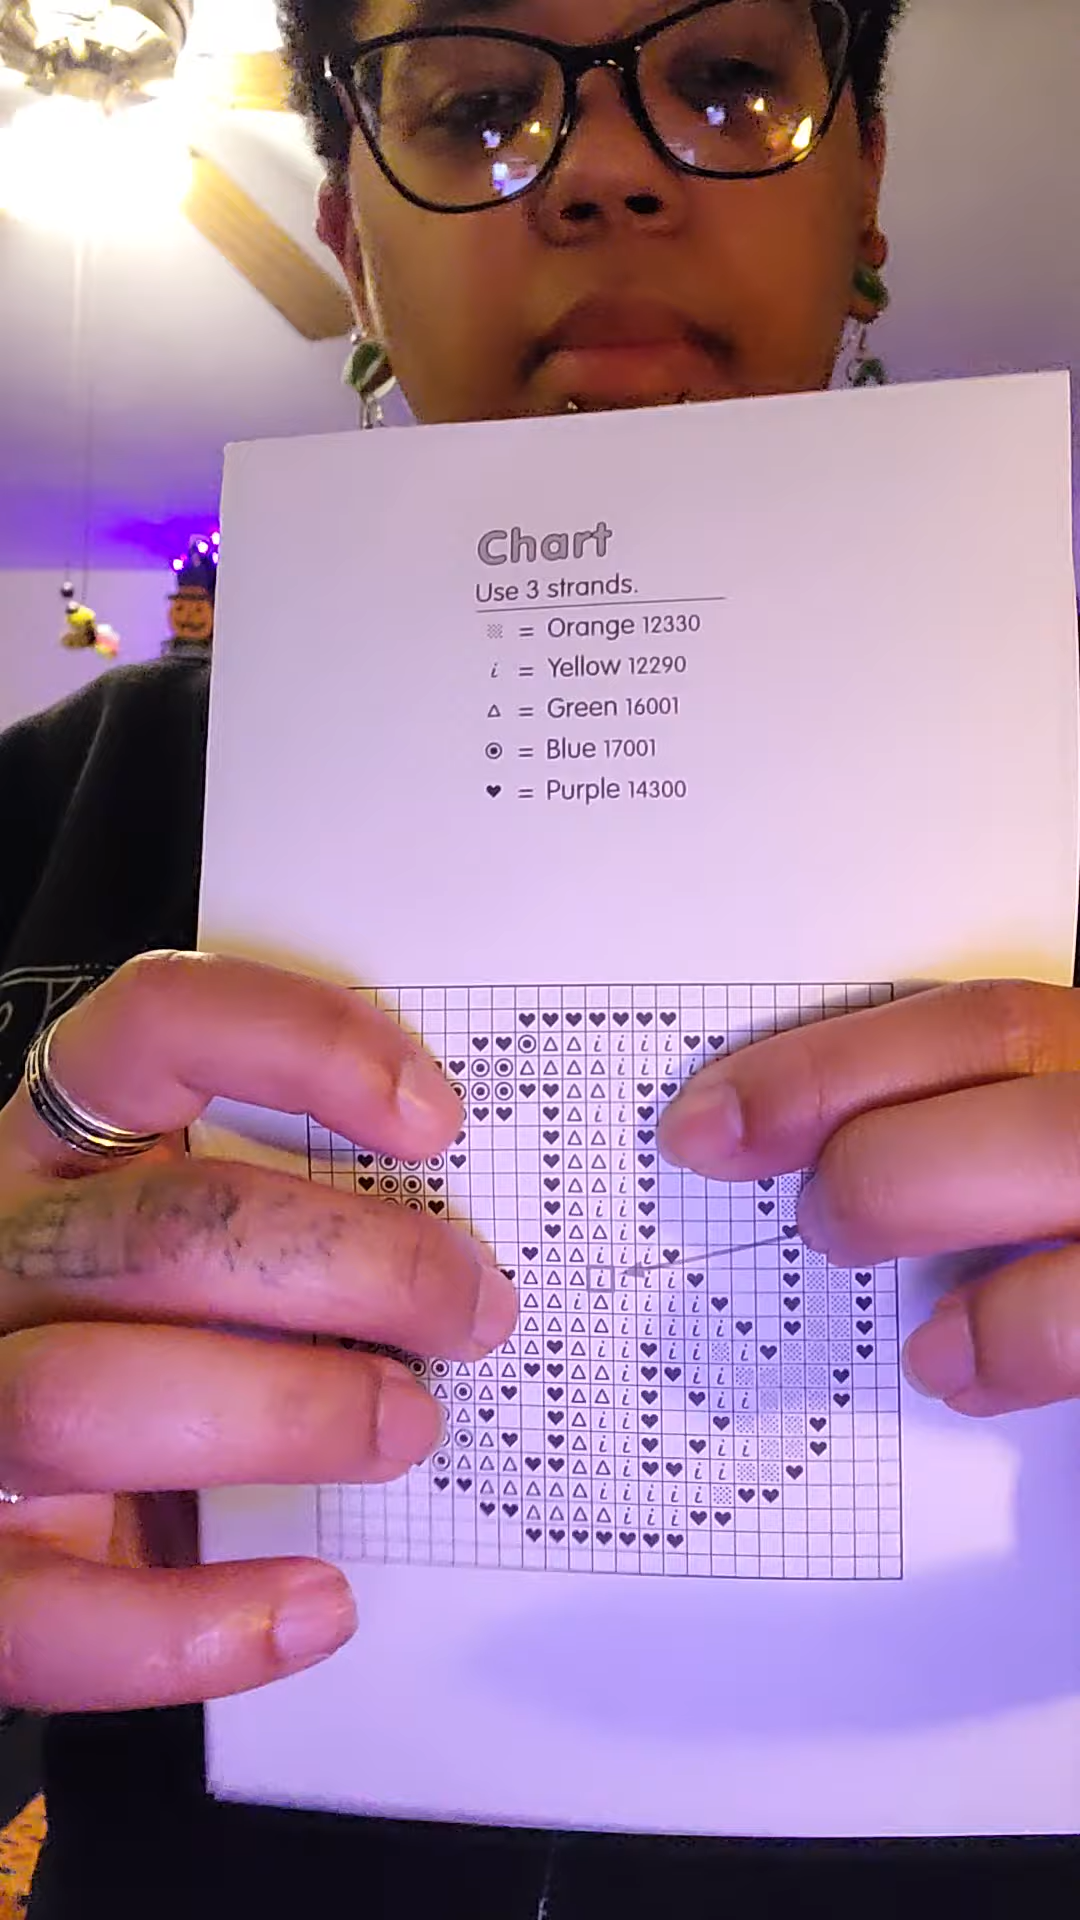 Chart
Use 3 strands.
= Orange 12330
i = Yellow 12290
△ = Green 16001
◉ = Blue 17001
♥ = Purple 14300